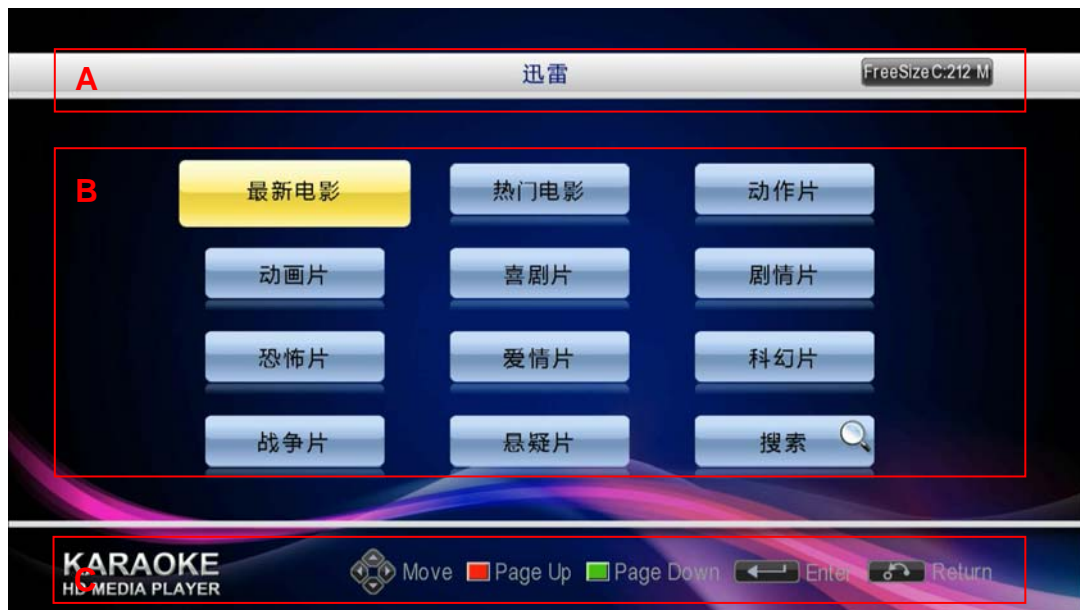 A
迅雷
FreeSize C:212 M
B
最新电影
热门电影
动作片
动画片
喜剧片
剧情片
恐怖片
爱情片
科幻片
战争片
悬疑片
搜索
KARAOKE
HD MEDIA PLAYER
C
Move Page Up Page Down Enter Return